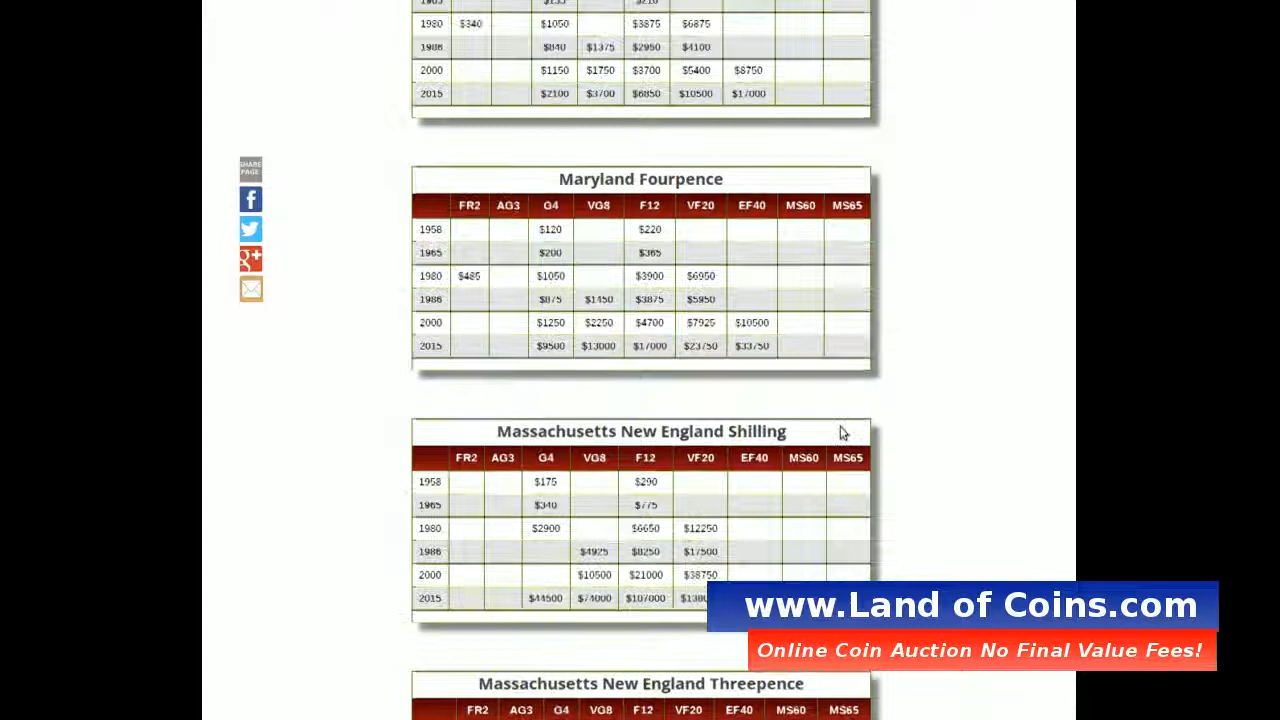 1980 $340 $1050 $3875 $6875
1986 $840 $1375 $2950 $4100
2000 $1150 $1750 $3700 $5400 $8750
2015 $2100 $3700 $6850 $10500 $17000
SHARE
PAGE
Maryland Fourpence
FR2 AG3 G4 VG8 F12 VF20 EF40 MS60 MS65
1958 $120 $220
1965 $200 $365
1980 $485 $1050 $3900 $6950
1986 $875 $1450 $3875 $5950
2000 $1250 $2250 $4700 $7925 $10500
2015 $9500 $13000 $17000 $23750 $33750
Massachusetts New England Shilling
FR2 AG3 G4 VG8 F12 VF20 EF40 MS60 MS65
1958 $175 $290
1965 $340 $775
1980 $2900 $6650 $12250
1986 $4925 $8250 $17500
2000 $10500 $21000 $38750
2015 $44500 $74000 $107000
www.Land of Coins.com
Online Coin Auction No Final Value Fees!
Massachusetts New England Threepence
FR2 AG3 G4 VG8 F12 VF20 EF40 MS60 MS65